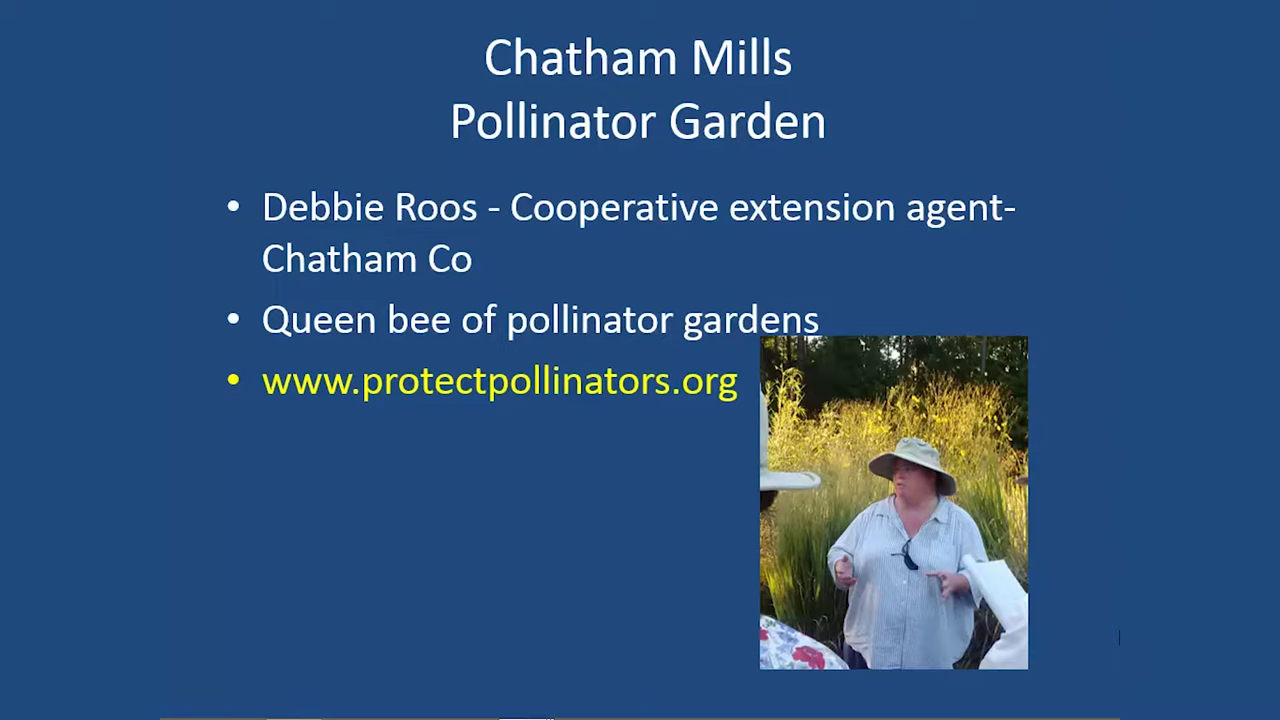 Chatham Mills
Pollinator Garden
• Debbie Roos - Cooperative extension agent-
Chatham Co
• Queen bee of pollinator gardens
• www.protectpollinators.org